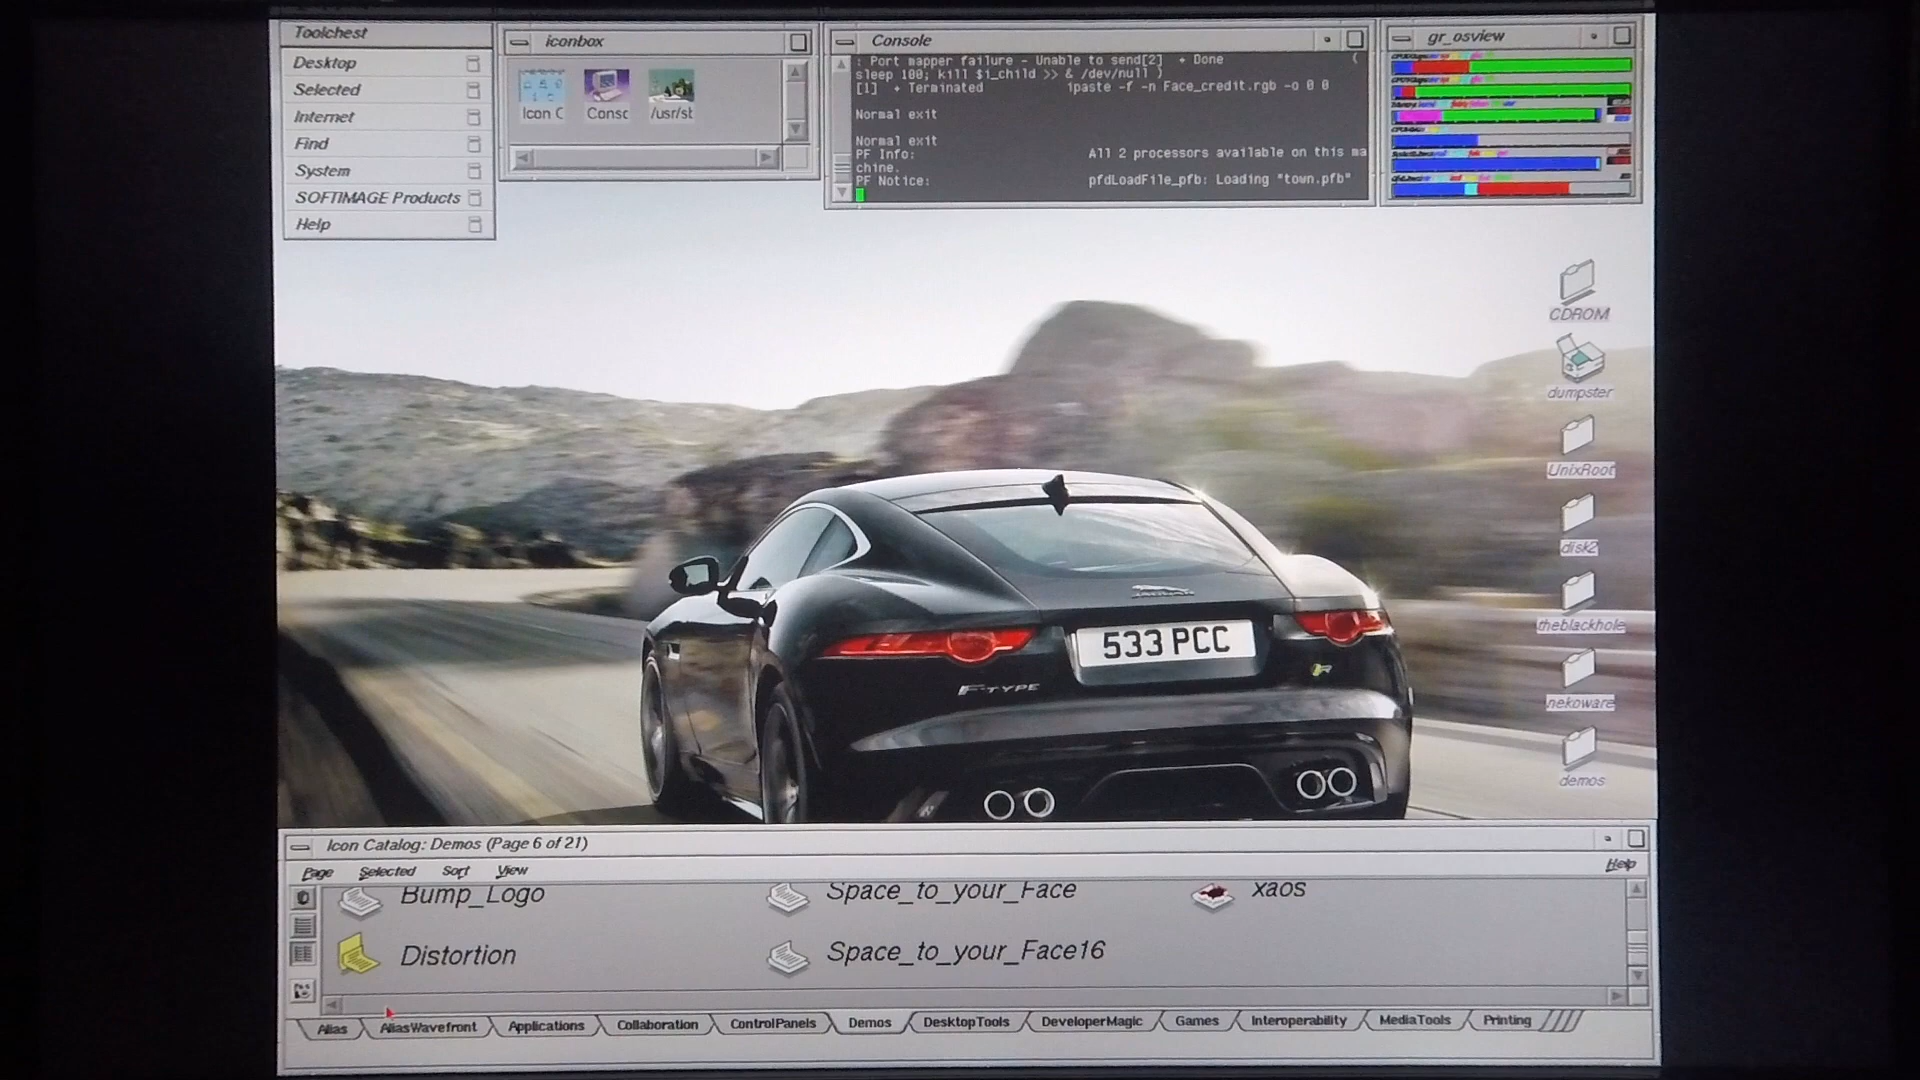 Toolchest
Desktop
Selected
Internet
Find
System
SOFTIMAGE Products
Help
iconbox
Icon C
Consc
/usr/st
Console
: Port mapper failure - Unable to send[2]  + Done                (
sleep 100; kill $i_child >> & /dev/null )
[1]  + Terminated           ipaste -f -n Face_credit.rgb -o 0 0
Normal exit
Normal exit
PF Info:                       All 2 processors available on this ma
chine.
PF Notice:                     pfdLoadFile_pfb: Loading "town.pfb"
gr_osview
CDROM
dumpster
UnixRoot
disk2
theblackhole
nekoware
demos
JAGUAR
533 PCC
F-TYPE
R
Icon Catalog: Demos (Page 6 of 21)
Page Selected Sort View Help
Bump_Logo Space_to_your_Face xaos
Distortion Space_to_your_Face16
Alias AliasWavefront Applications Collaboration ControlPanels Demos DesktopTools DeveloperMagic Games Interoperability MediaTools Printing